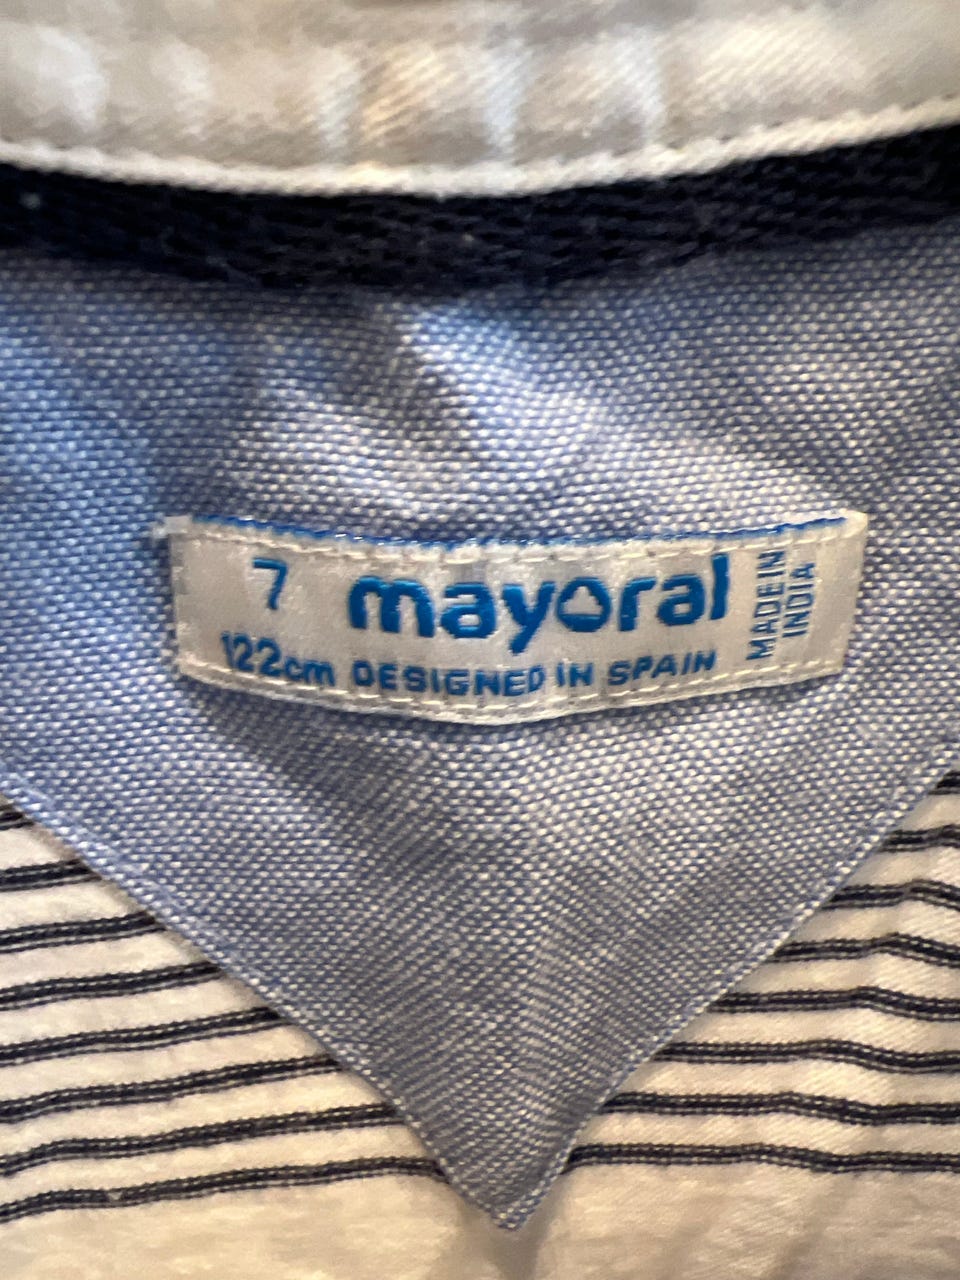 7 mayoral
122cm DESIGNED IN SPAIN
MADE IN
INDIA